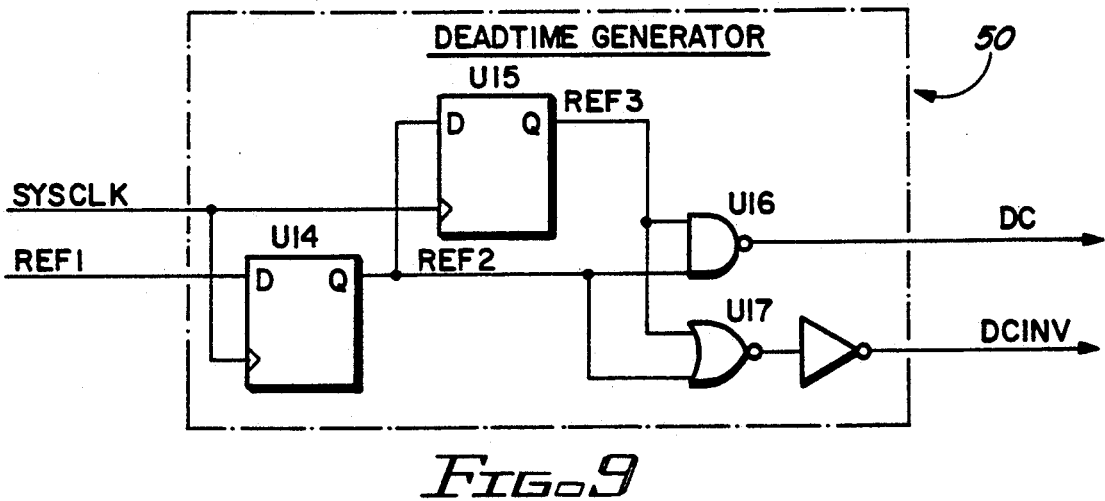 DEADTIME GENERATOR
50
U15
D Q
REF3
SYSCLK
U14
U16
DC
REF1
D Q
REF2
U17
DCINV
FIG. 9